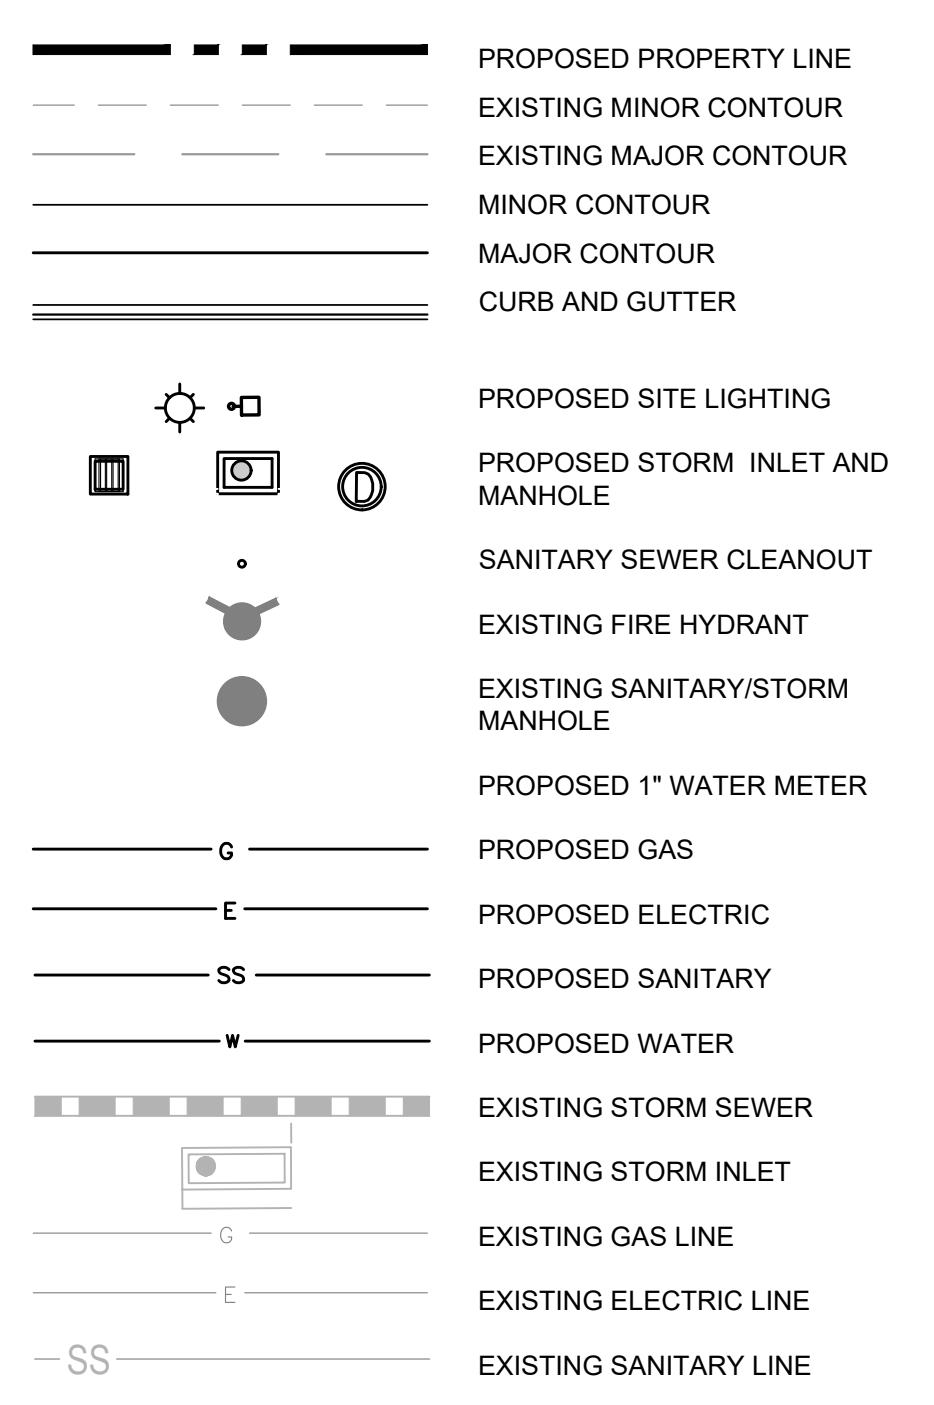 PROPOSED PROPERTY LINE
EXISTING MINOR CONTOUR
EXISTING MAJOR CONTOUR
MINOR CONTOUR
MAJOR CONTOUR
CURB AND GUTTER
PROPOSED SITE LIGHTING
PROPOSED STORM  INLET AND
MANHOLE
D
SANITARY SEWER CLEANOUT
EXISTING FIRE HYDRANT
EXISTING SANITARY/STORM
MANHOLE
PROPOSED 1" WATER METER
G PROPOSED GAS
E PROPOSED ELECTRIC
SS PROPOSED SANITARY
W PROPOSED WATER
EXISTING STORM SEWER
EXISTING STORM INLET
G EXISTING GAS LINE
E EXISTING ELECTRIC LINE
SS EXISTING SANITARY LINE